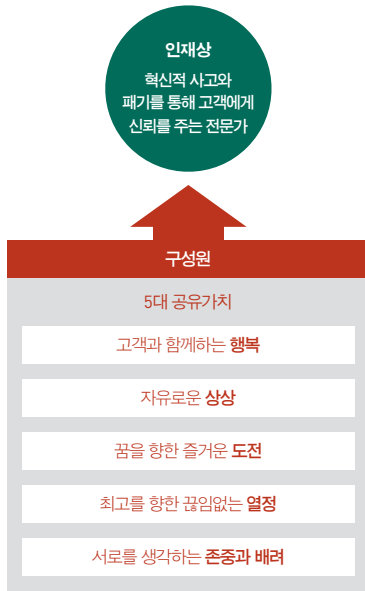 인재상
혁신적 사고와
패기를 통해 고객에게
신뢰를 주는 전문가
구성원
5대 공유가치
고객과 함께하는 행복
자유로운 상상
꿈을 향한 즐거운 도전
최고를 향한 끊임없는 열정
서로를 생각하는 존중과 배려